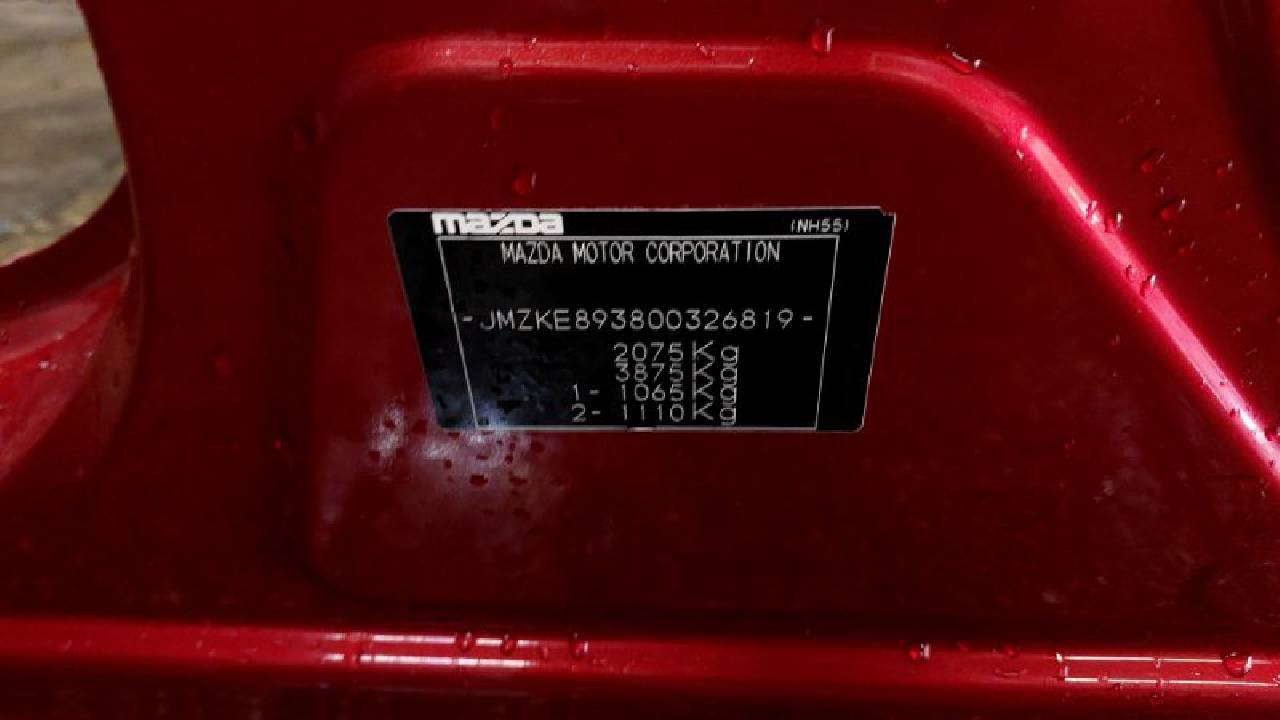 mazda (NH55)
MAZDA MOTOR CORPORATION
-JMZKE893800326819-
2075Kg
3875Kg
1- 1065Kg
2- 1110Kg